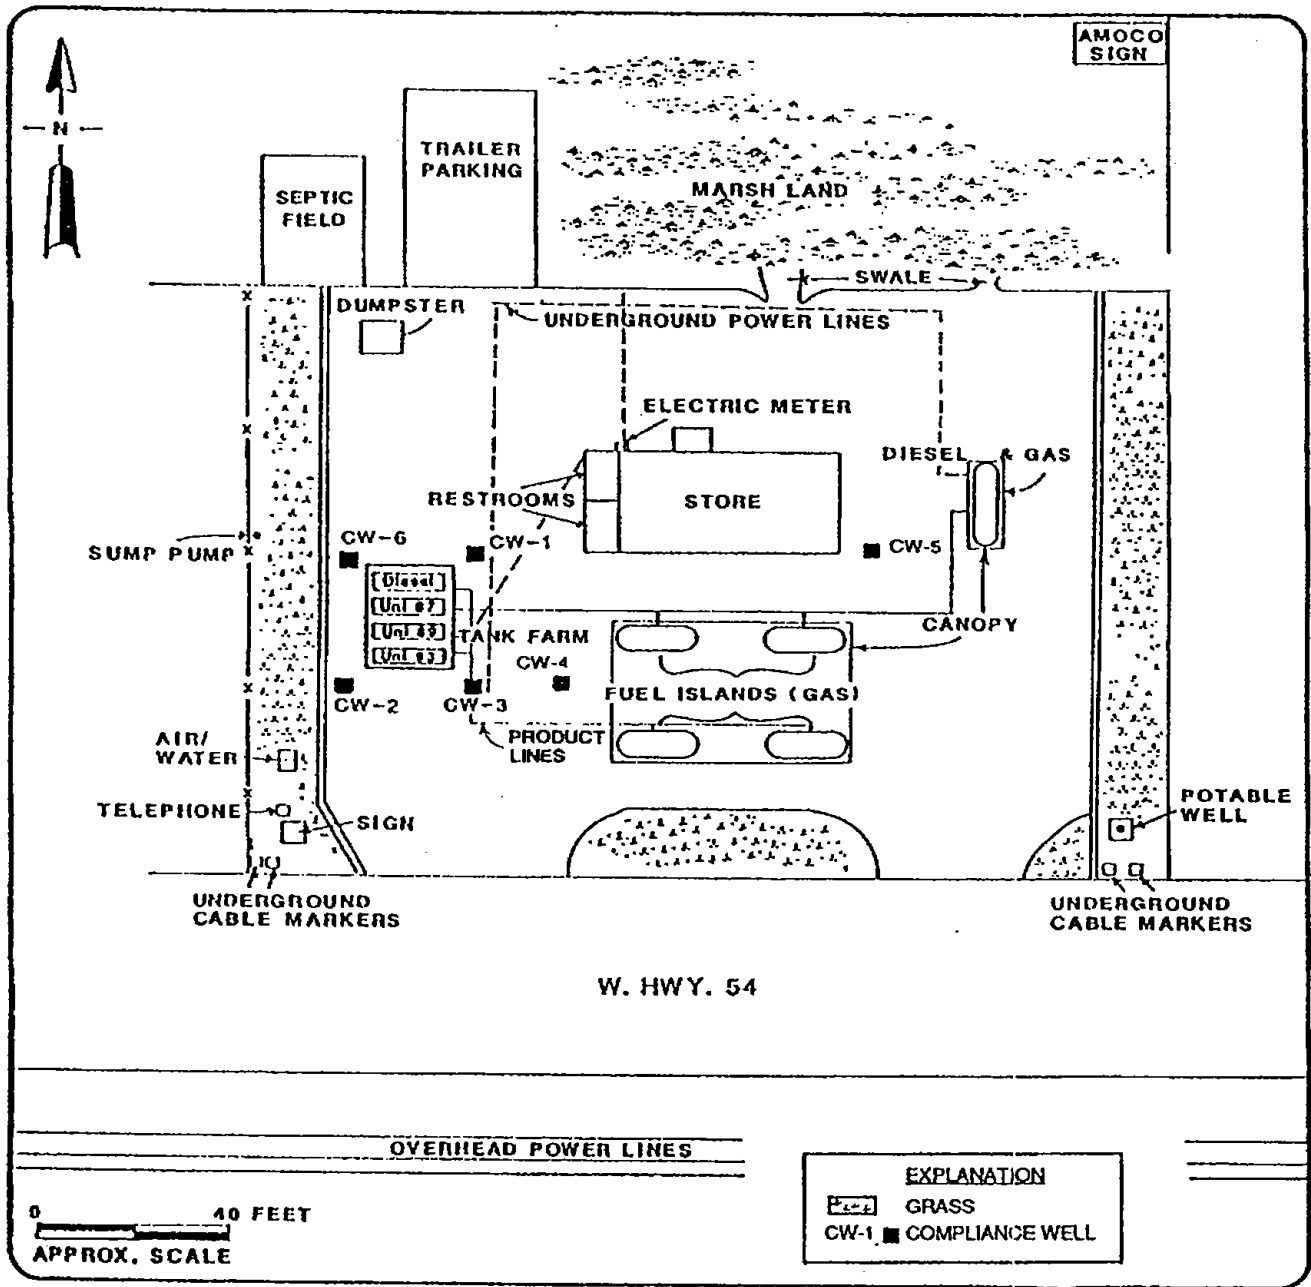 AMOCO
SIGN
N
TRAILER
PARKING
SEPTIC
FIELD
MARSH LAND
SWALE
DUMPSTER
UNDERGROUND POWER LINES
ELECTRIC METER
DIESEL & GAS
RESTROOMS
STORE
SUMP PUMP
CW-6
CW-1
CW-5
Diesel
TANK FARM
CANOPY
CW-4
FUEL ISLANDS (GAS)
CW-2
CW-3
PRODUCT
LINES
AIR/
WATER
TELEPHONE
SIGN
POTABLE
WELL
UNDERGROUND
CABLE MARKERS
UNDERGROUND
CABLE MARKERS
W. HWY. 54
OVERHEAD POWER LINES
EXPLANATION
GRASS
CW-1 COMPLIANCE WELL
0 40 FEET
APPROX. SCALE